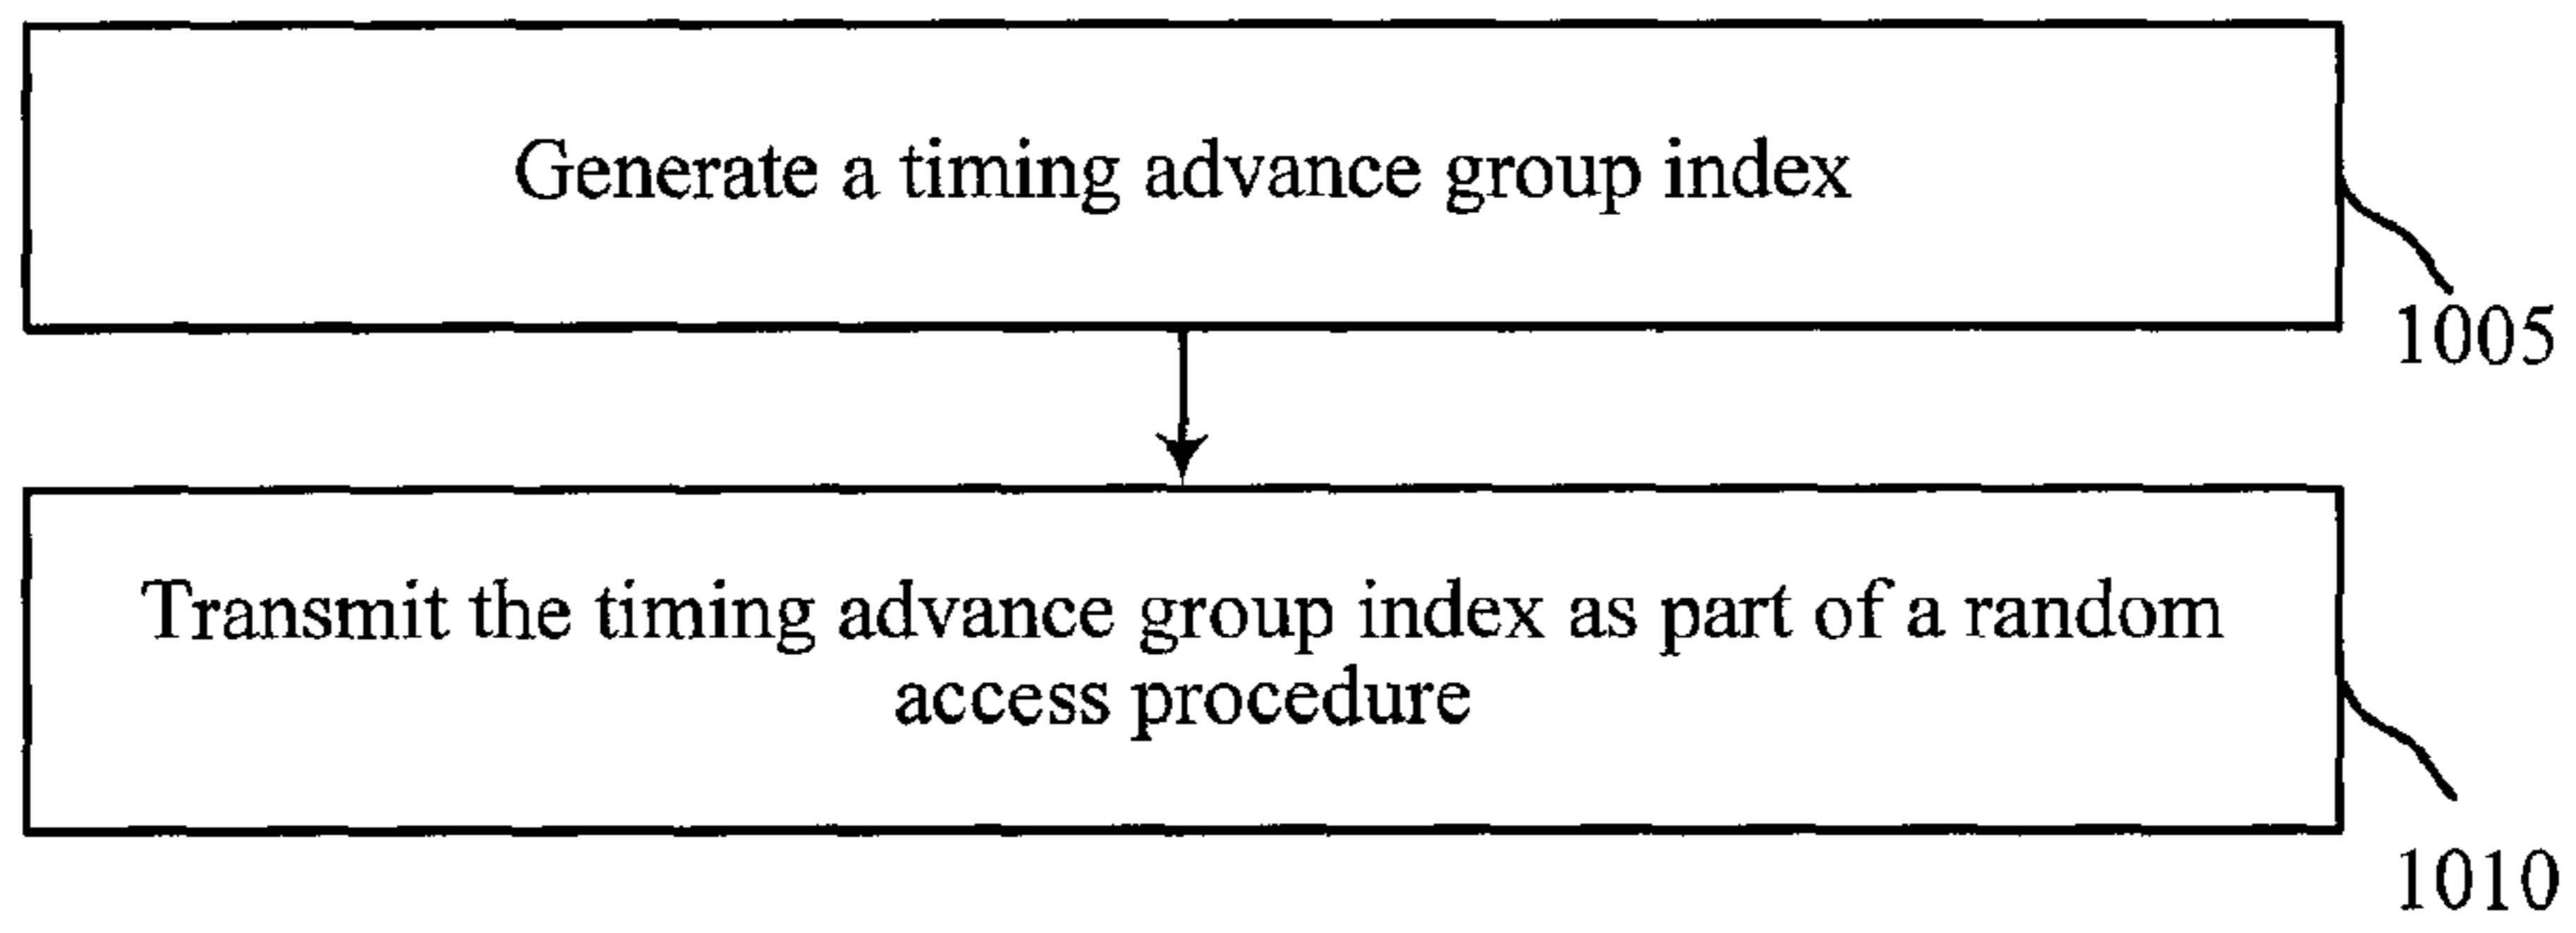 Generate a timing advance group index
1005
Transmit the timing advance group index as part of a random
access procedure
1010